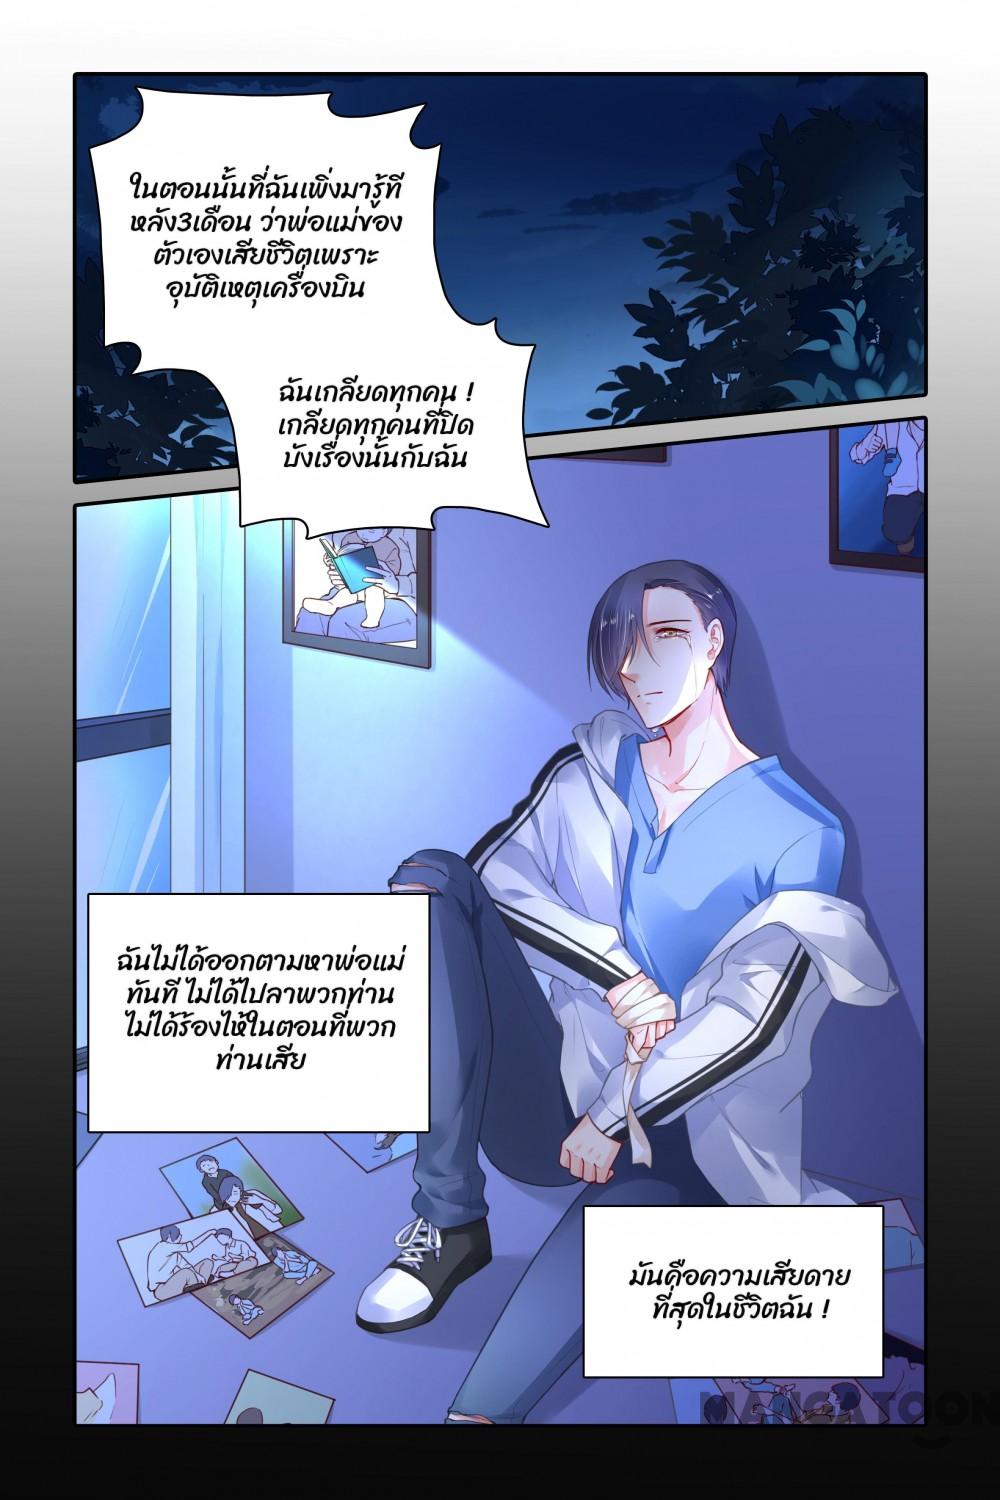 ในตอนนั้นที่ฉันเพิ่งมารู้ที
หลัง3เดือน ว่าพ่อแม่ของ
ตัวเองเสียชีวิตเพราะ
อุบัติเหตุเครื่องบิน
ฉันเกลียดทุกคน !
เกลียดทุกคนที่ปิด
บังเรื่องนั้นกับฉัน
ฉันไม่ได้ออกตามหาพ่อแม่
ทันที ไม่ได้ไปลาพวกท่าน
ไม่ได้ร้องไห้ในตอนที่พวก
ท่านเสีย
มันคือความเสียดาย
ที่สุดในชีวิตฉัน !
MANGATOON